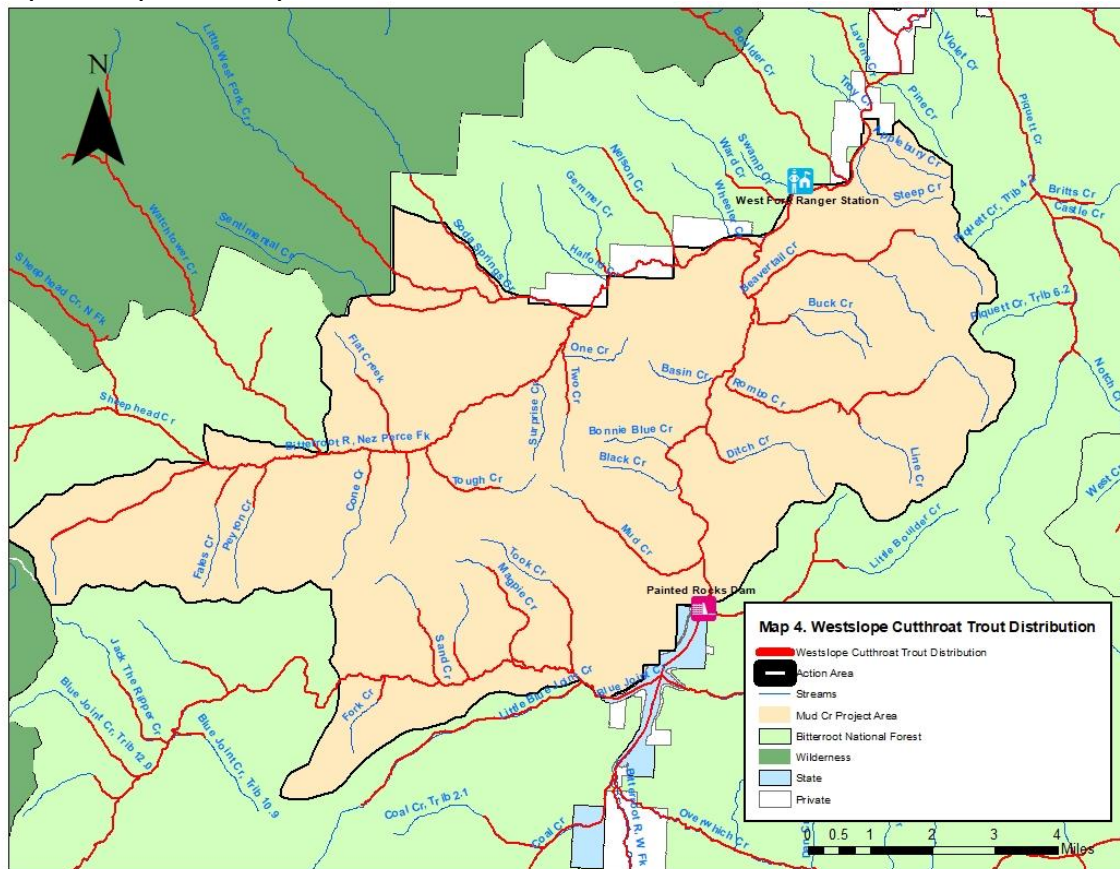 N
Little West Fork Cr
Boulder Cr
Lavene Cr
Violet Cr
Troy Cr
Pine Cr
Piquett Cr
Applebury Cr
Swamp Cr
Ward Cr
Nelson Cr
Gemmel Cr
Wheeler Cr
West Fork Ranger Station
Sleep Cr
Piquett Cr, Trib 4.2
Britts Cr
Castle Cr
Watchtower Cr
Sentimental Cr
Soda Springs Cr
Halford Cr
Beavertail Cr
Sheephead Cr, N Fk
Buck Cr
Piquett Cr, Trib 6.2
Flat Creek
One Cr
Two Cr
Surprise Cr
Basin Cr
Rombo Cr
Notch Cr
Sheephead Cr
Bitterroot R, Nez Perce Fk
Bonnie Blue Cr
Black Cr
Ditch Cr
Line Cr
West Cr
Tough Cr
Cone Cr
Fales Cr
Peyton Cr
Mud Cr
Little Boulder Cr
Took Cr
Magpie Cr
Painted Rocks Dam
Sand Cr
Fork Cr
Little Blue Joint Cr
Blue Joint Cr
Jack The Ripper Cr
Blue Joint Cr, Trib 12.0
Blue Joint Cr, Trib 10.9
Coal Cr, Trib 2.1
Coal Cr
Bitterroot R, W Fk
Overwhich Cr
Map 4. Westslope Cutthroat Trout Distribution
Westslope Cutthroat Trout Distribution
Action Area
Streams
Mud Cr Project Area
Bitterroot National Forest
Wilderness
State
Private
0 0.5 1 2 3 4
Miles